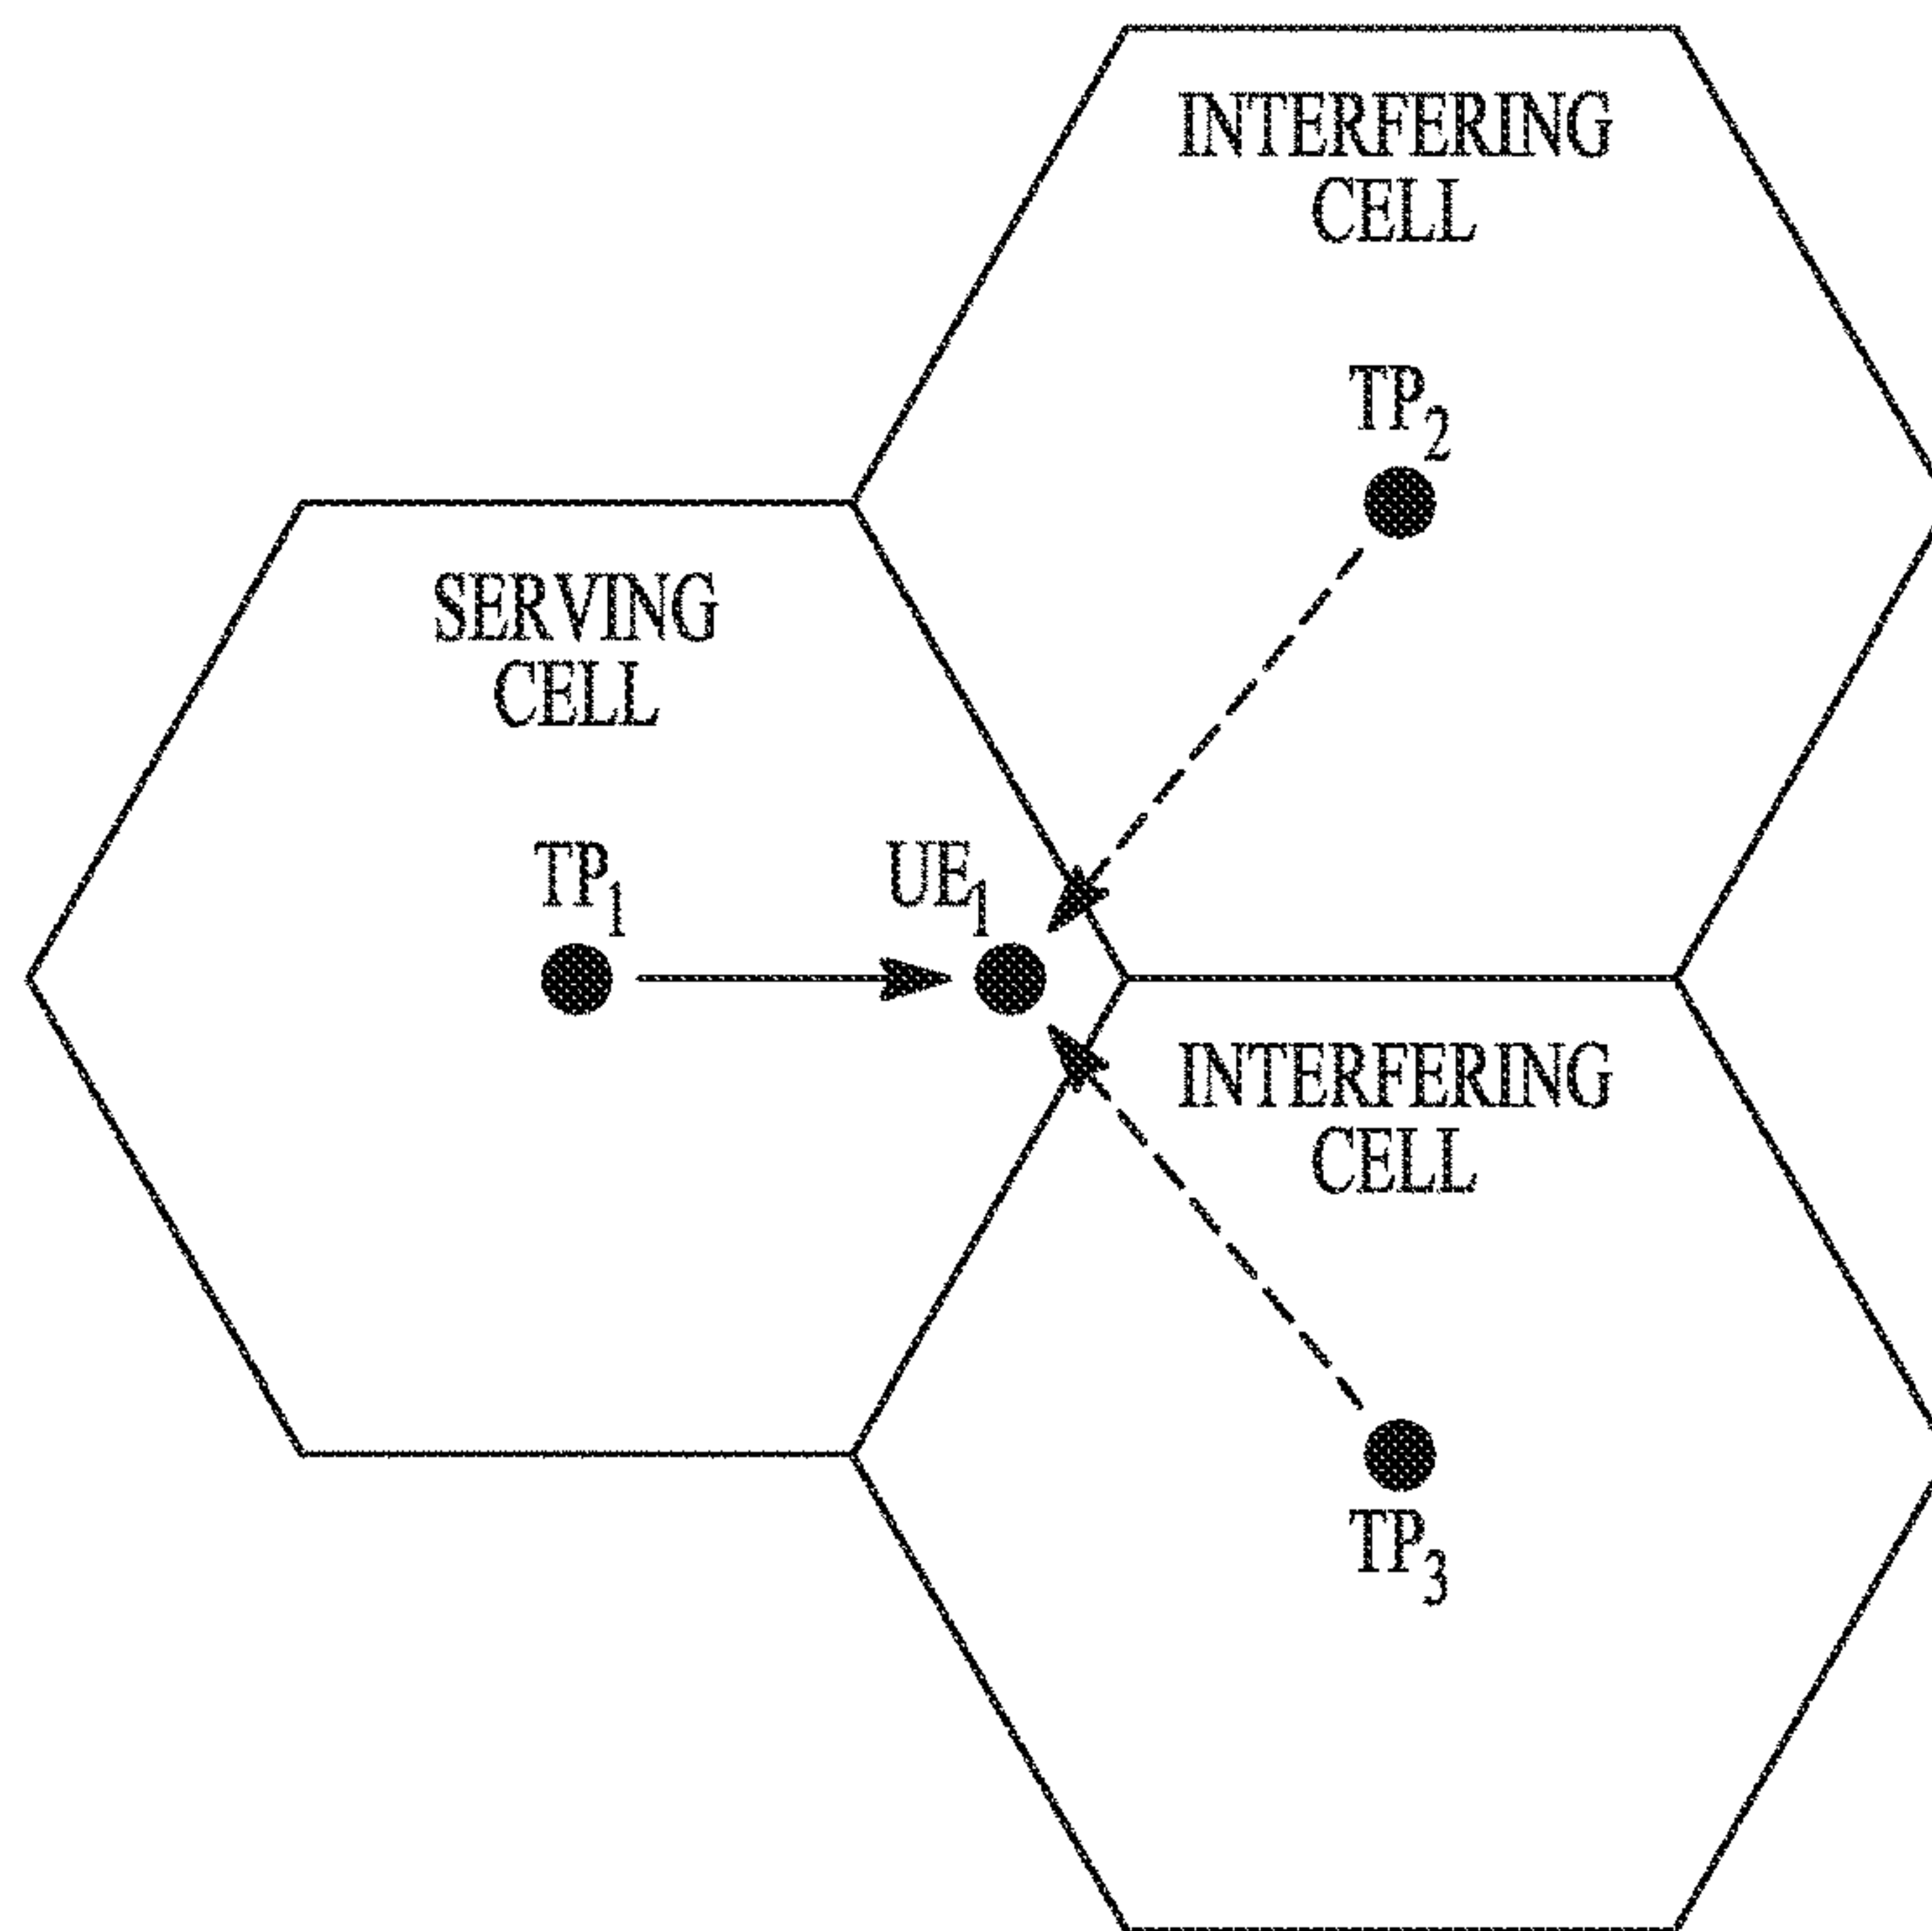 INTERFERING
CELL
TP2
SERVING
CELL
TP1
UE1
INTERFERING
CELL
TP3